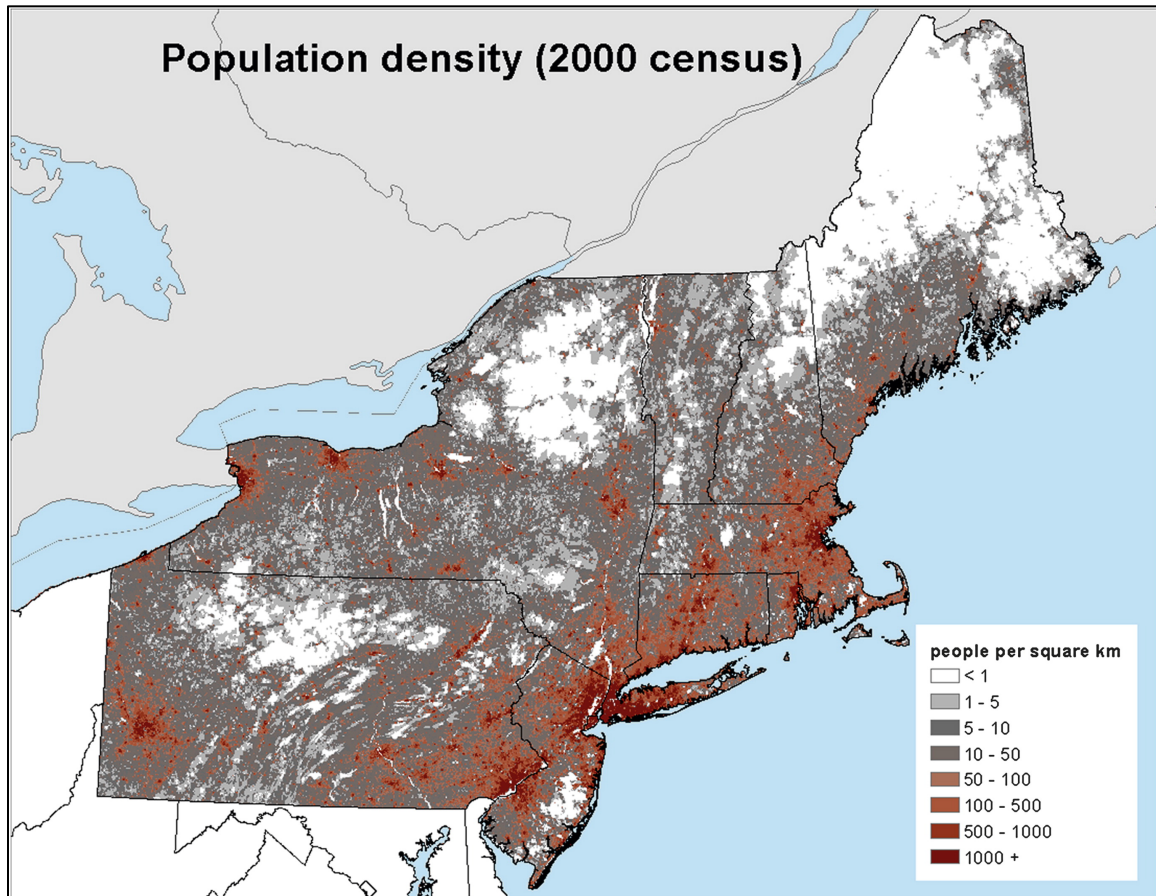 Population density (2000 census)
people per square km
< 1
1 - 5
5 - 10
10 - 50
50 - 100
100 - 500
500 - 1000
1000 +